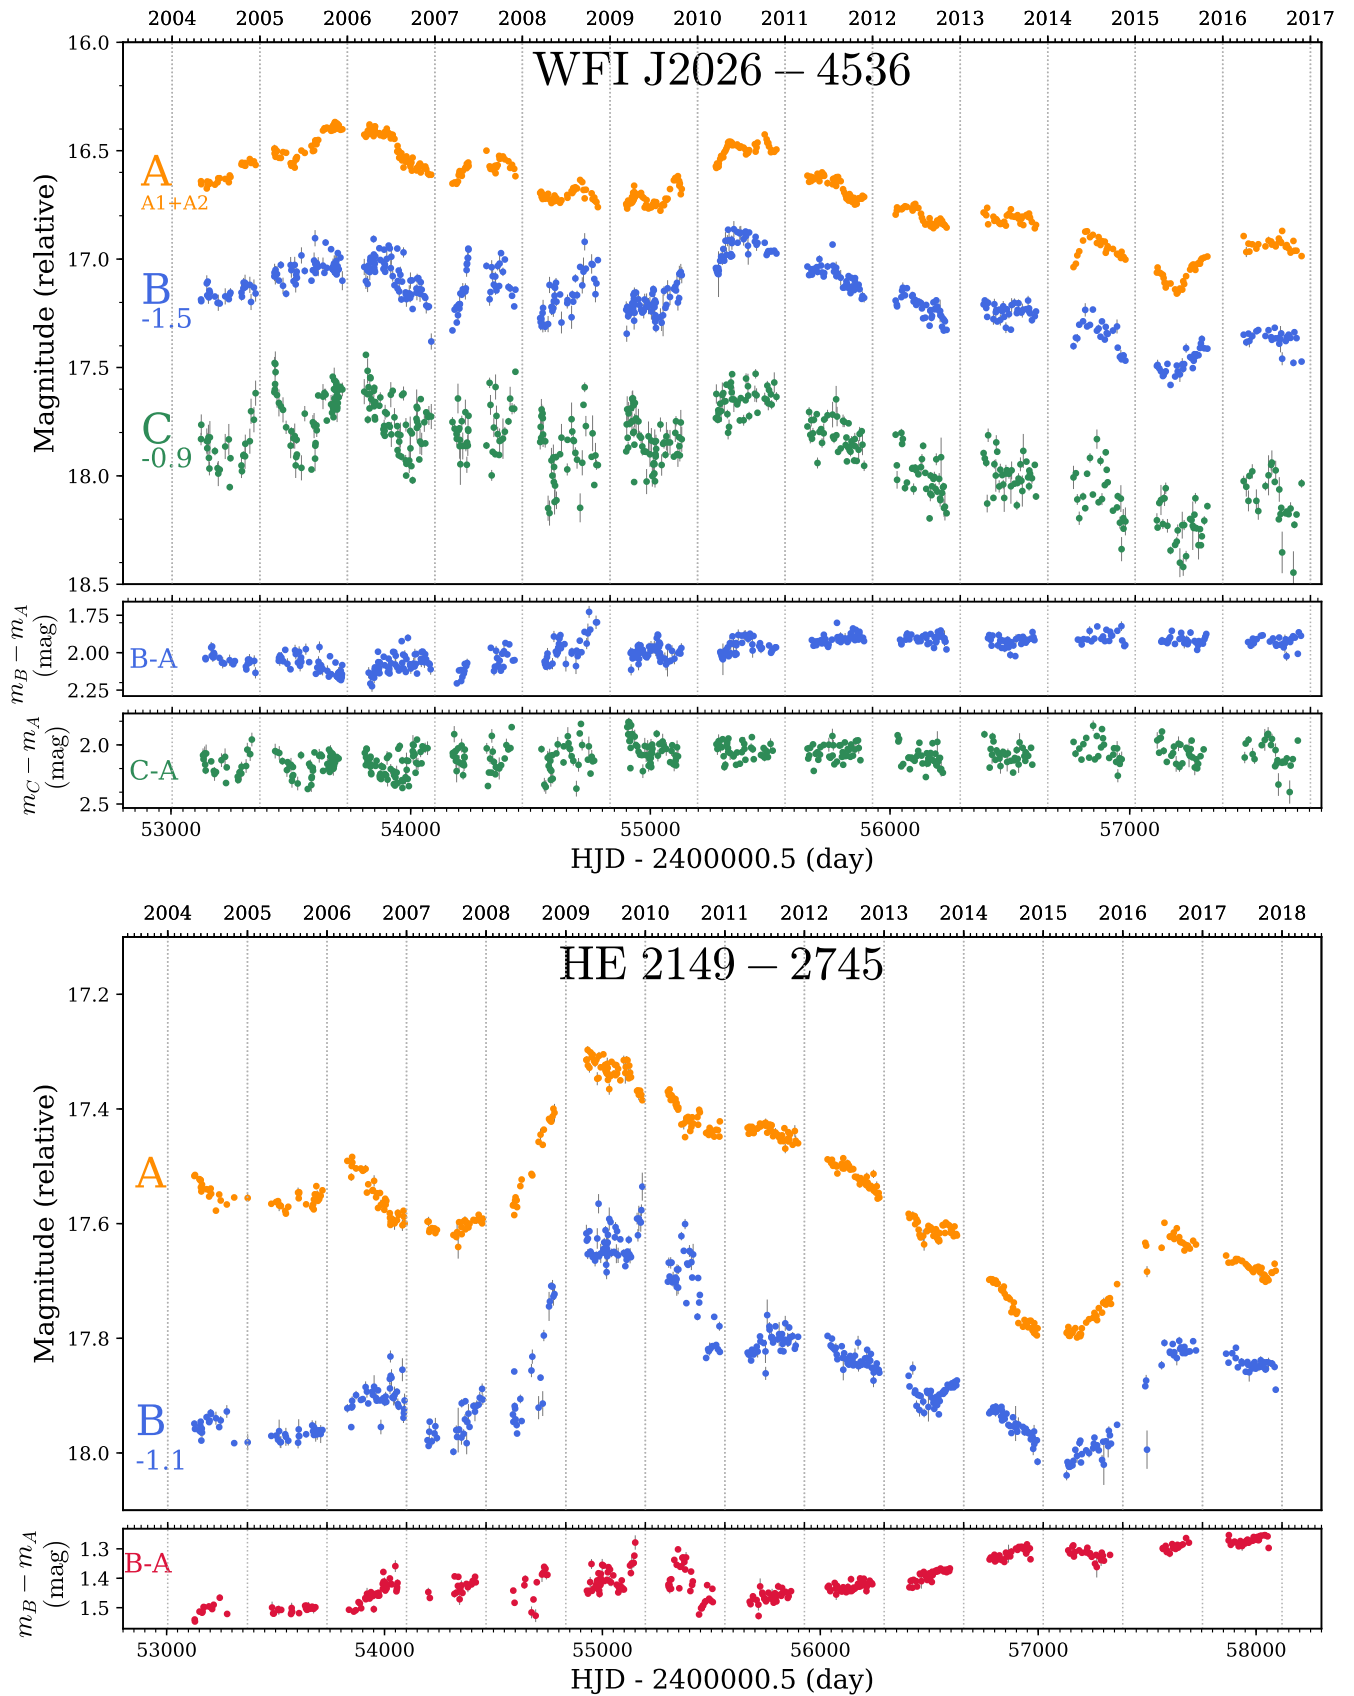 2004 2005 2006 2007 2008 2009 2010 2011 2012 2013 2014 2015 2016 2017
16.0
WFI J2026 − 4536
16.5
A
A1+A2
17.0
B
-1.5
17.5
C
-0.9
18.0
18.5
Magnitude (relative)
1.75
2.00
2.25
B-A
m_B − m_A
(mag)
2.0
2.5
C-A
m_C − m_A
(mag)
53000 54000 55000 56000 57000
HJD - 2400000.5 (day)
2004 2005 2006 2007 2008 2009 2010 2011 2012 2013 2014 2015 2016 2017 2018
HE 2149 − 2745
17.2
17.4
A
17.6
17.8
B
-1.1
18.0
Magnitude (relative)
1.3
1.4
1.5
B-A
m_B − m_A
(mag)
53000 54000 55000 56000 57000 58000
HJD - 2400000.5 (day)